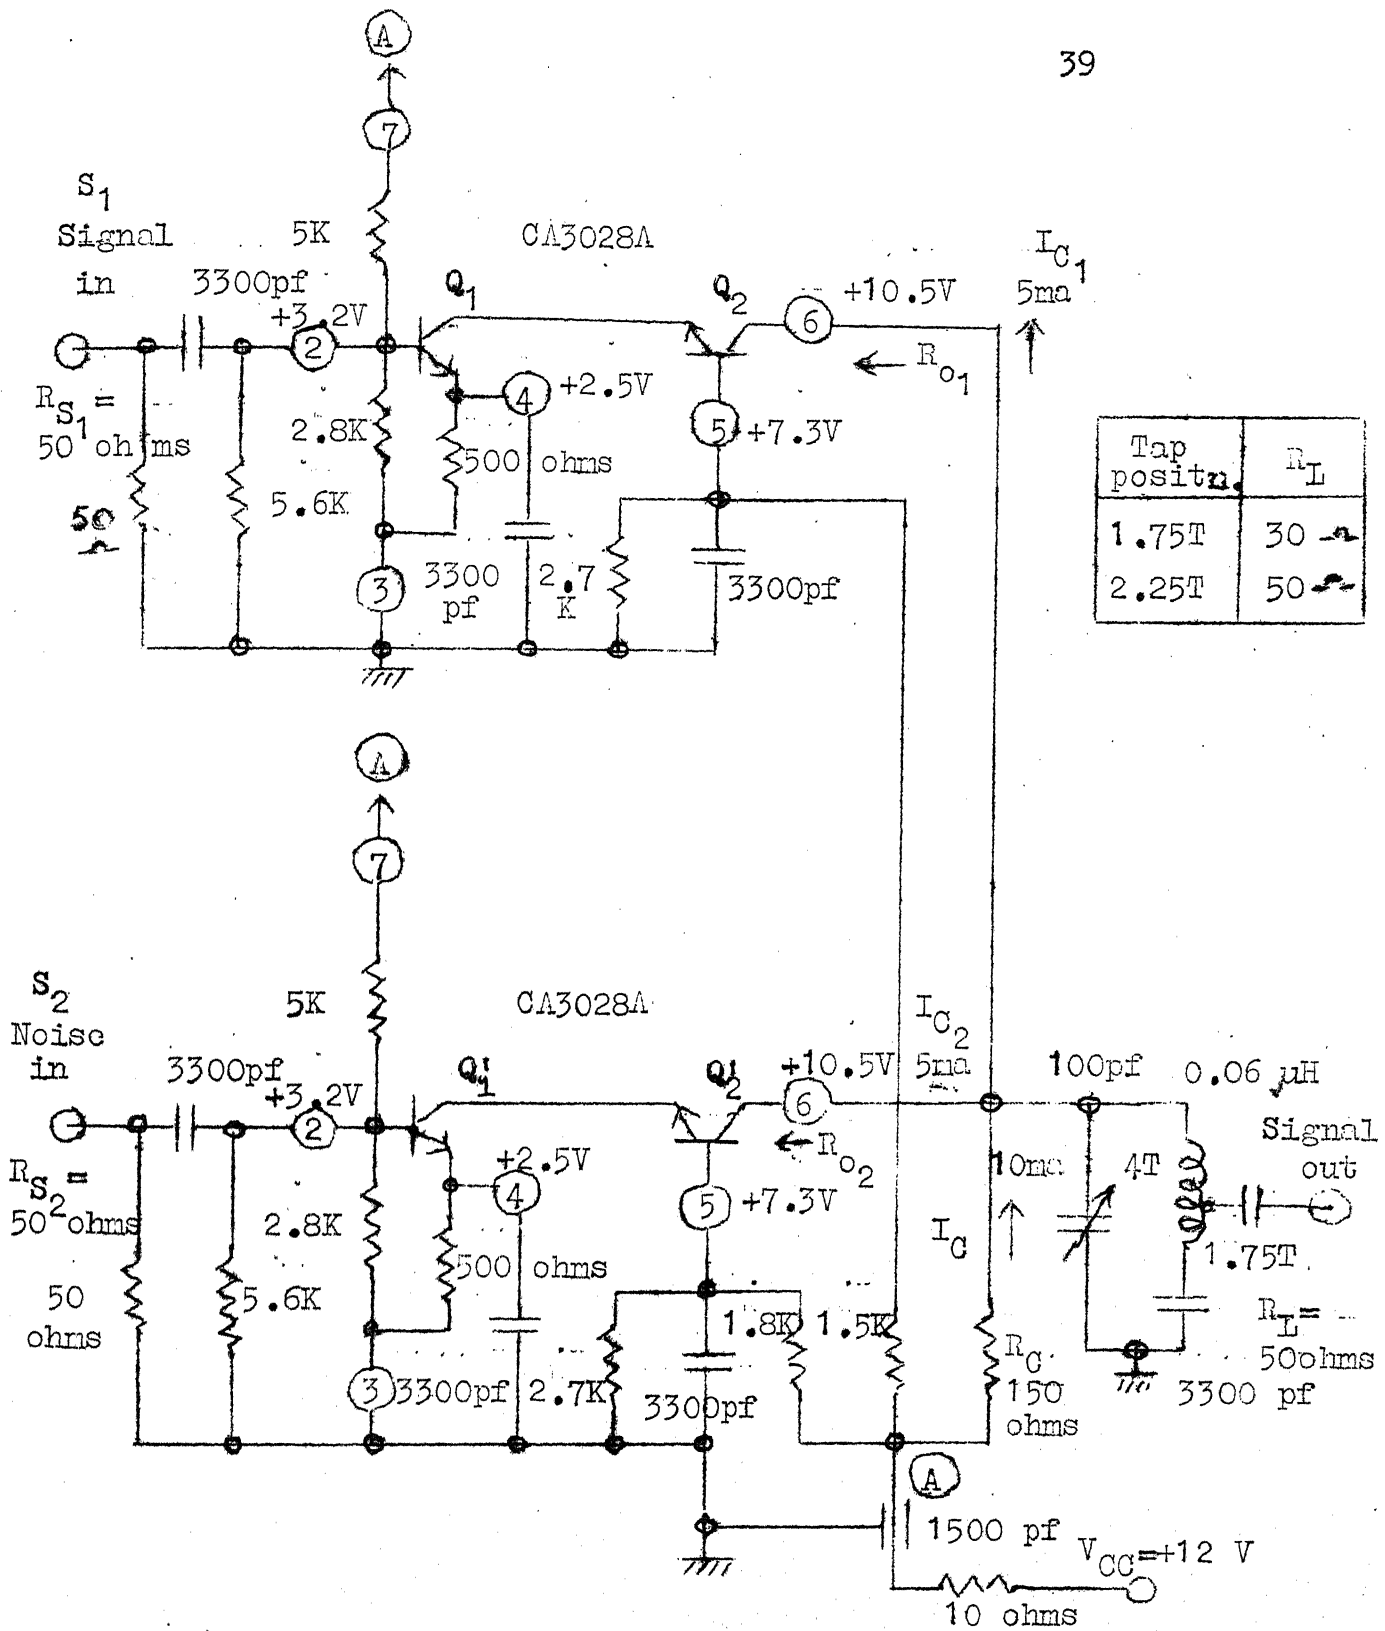 39
A
7
S1
Signal
in
5K
CA3028A
IC1
5ma
3300pf
Q1
Q2
+10.5V
6
+3.2V
2
Ro1
RS1 =
50 ohms
4
+2.5V
2.8K
5
+7.3V
500 ohms
50
5.6K
3
3300
pf
2.7
K
3300pf
Tap
positn.
RL
1.75T
30 Ω
2.25T
50 Ω
A
7
S2
Noise
in
5K
CA3028A
IC2
5ma
3300pf
Q'1
Q'2
+10.5V
6
100pf
0.06 µH
+3.2V
2
Ro2
Signal
out
RS2 =
50 ohms
+2.5V
4
5
+7.3V
10ma
4T
2.8K
IC
500 ohms
1.75T
50
ohms
5.6K
1.8K
1.5K
RC
150
ohms
RL=
50ohms
3
3300pf
2.7K
3300pf
3300 pf
A
1500 pf
VCC=+12 V
10 ohms